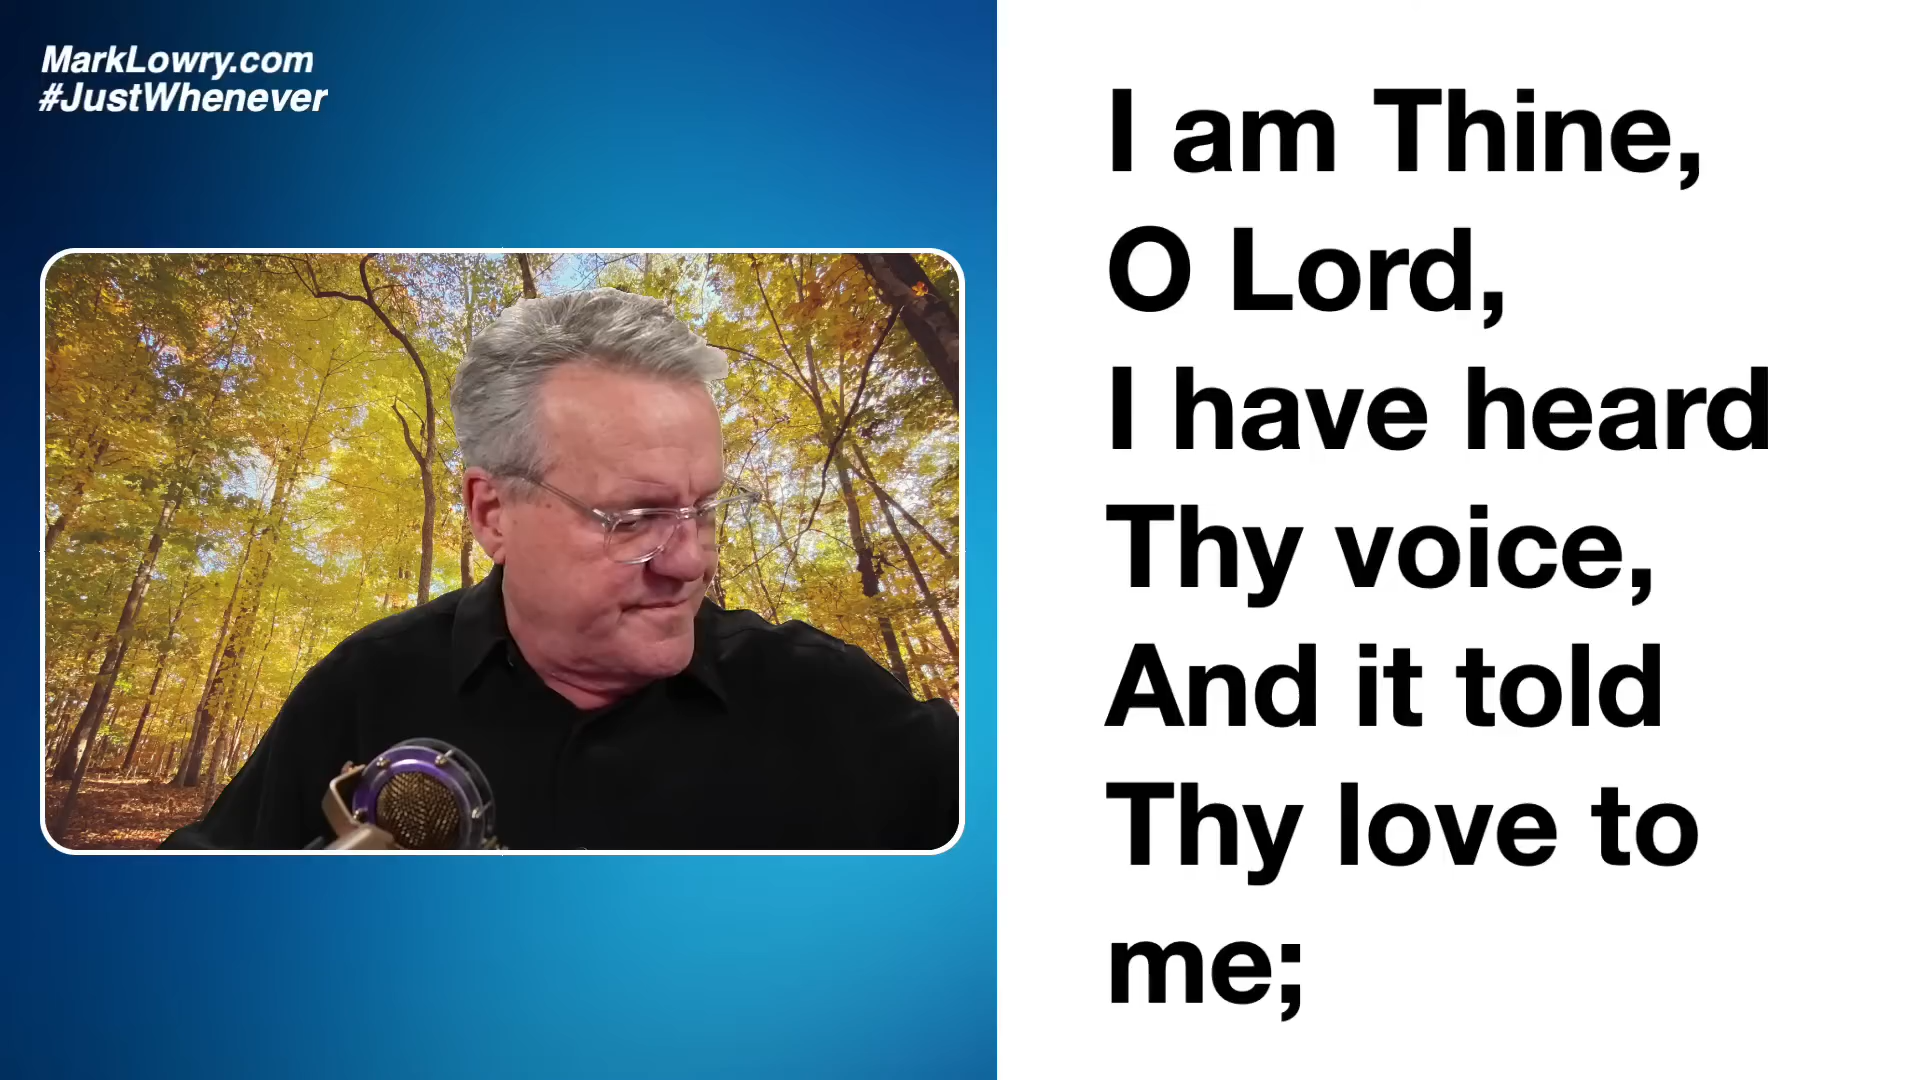 MarkLowry.com
#JustWhenever
I am Thine,
O Lord,
I have heard
Thy voice,
And it told
Thy love to
me;